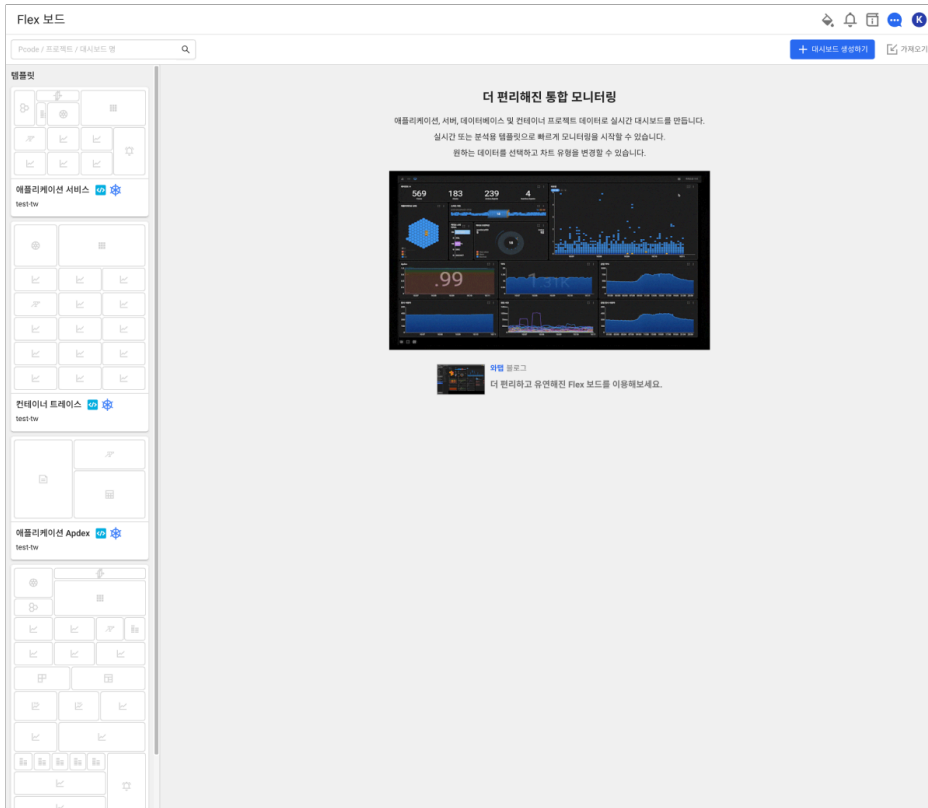 Flex 보드
K
Pcode / 프로젝트 / 대시보드 명
대시보드 생성하기
가져오기
템플릿
애플리케이션 서비스
test-tw
컨테이너 트레이스
test-tw
애플리케이션 Apdex
test-tw
더 편리해진 통합 모니터링
애플리케이션, 서버, 데이터베이스 및 컨테이너 프로젝트 데이터로 실시간 대시보드를 만듭니다.
실시간 또는 분석용 템플릿으로 빠르게 모니터링을 시작할 수 있습니다.
원하는 데이터를 선택하고 차트 유형을 변경할 수 있습니다.
569
183
239
4
.99
1.31K
와탭 블로그
더 편리하고 유연해진 Flex 보드를 이용해보세요.